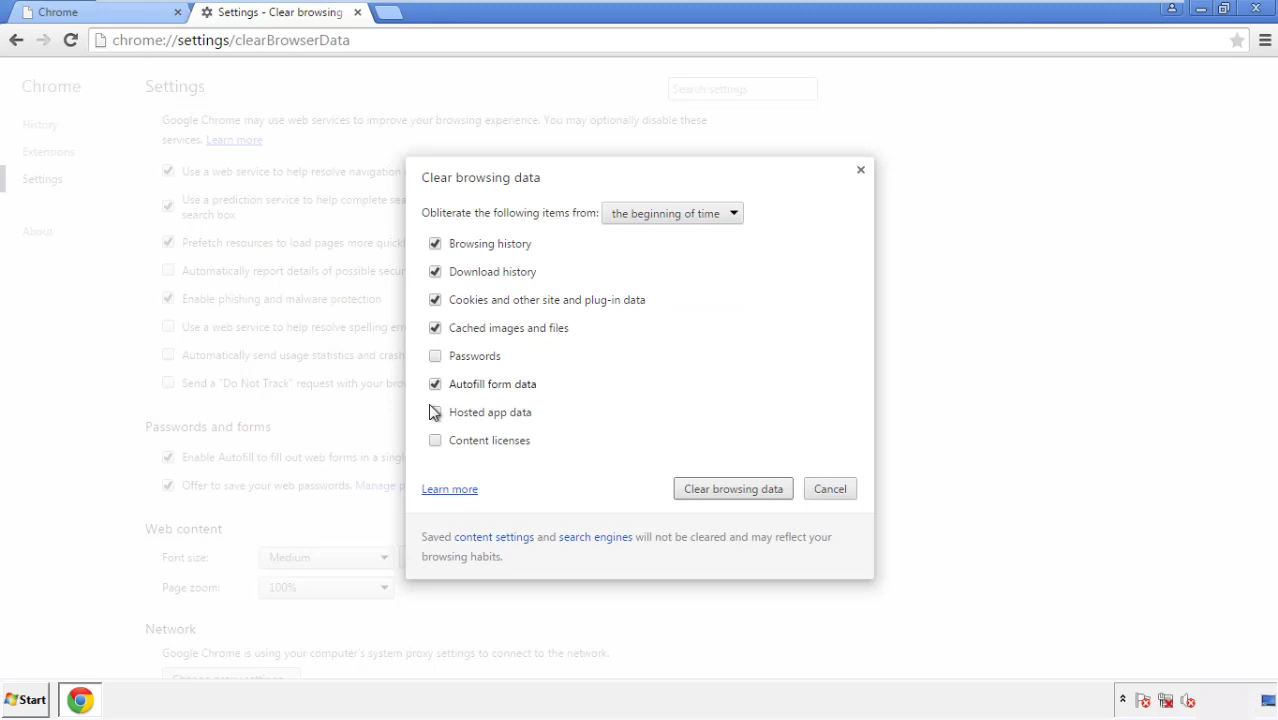 Chrome
Settings - Clear browsing
chrome://settings/clearBrowserData
Chrome
Settings
Search settings
History
Extensions
Settings
About
Google Chrome may use web services to improve your browsing experience. You may optionally disable these
services. Learn more
Use a web service to help resolve navigation
Use a prediction service to help complete
search box
Prefetch resources to load pages more
Automatically report details of possible
Enable phishing and malware protection
Use a web service to help resolve spelling
Automatically send usage statistics and
Send a "Do Not Track" request with your
Passwords and forms
Enable Autofill to fill out web forms in a
Offer to save your web passwords. Manage
Web content
Font size: Medium
Page zoom: 100%
Network
Google Chrome is using your computer's system proxy settings to connect to the network.
Clear browsing data
Obliterate the following items from: the beginning of time
Browsing history
Download history
Cookies and other site and plug-in data
Cached images and files
Passwords
Autofill form data
Hosted app data
Content licenses
Learn more
Clear browsing data
Cancel
Saved content settings and search engines will not be cleared and may reflect your
browsing habits.
Start